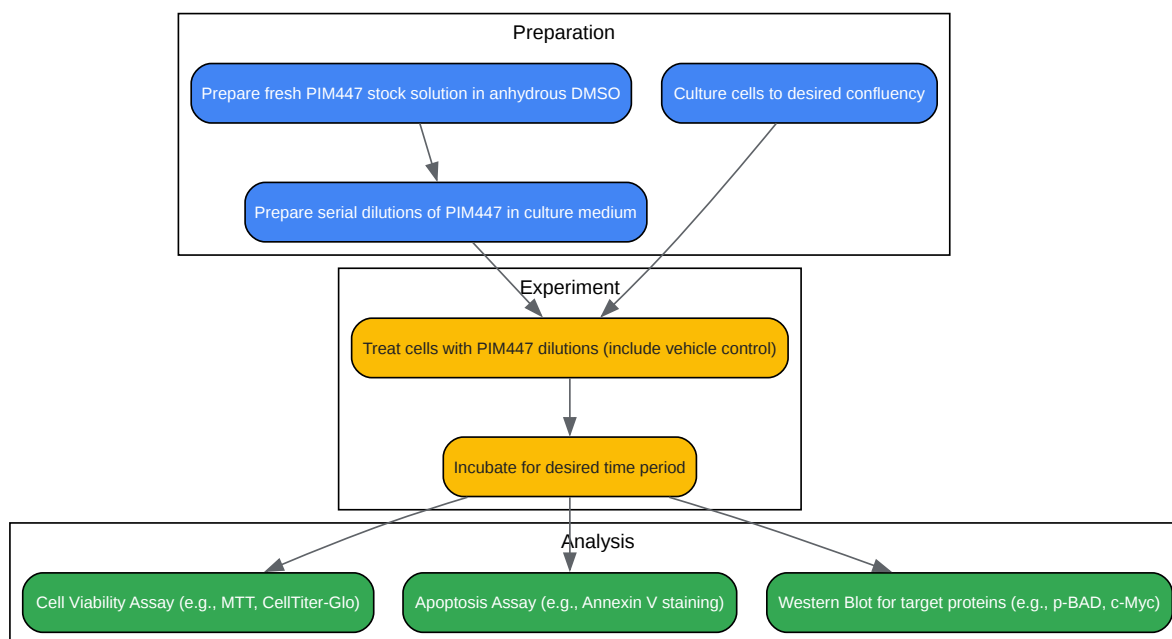 Preparation
Prepare fresh PIM447 stock solution in anhydrous DMSO
Culture cells to desired confluency
Prepare serial dilutions of PIM447 in culture medium
Experiment
Treat cells with PIM447 dilutions (include vehicle control)
Incubate for desired time period
Analysis
Cell Viability Assay (e.g., MTT, CellTiter-Glo)
Apoptosis Assay (e.g., Annexin V staining)
Western Blot for target proteins (e.g., p-BAD, c-Myc)